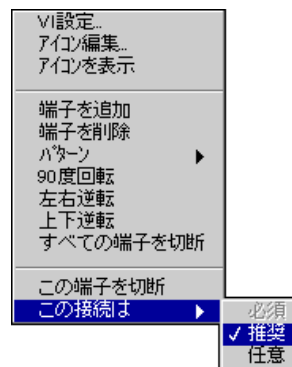 VI設定...
アイコン編集...
アイコンを表示
端子を追加
端子を削除
パターン
90度回転
左右逆転
上下逆転
すべての端子を切断
この端子を切断
この接続は
必須
推奨
任意